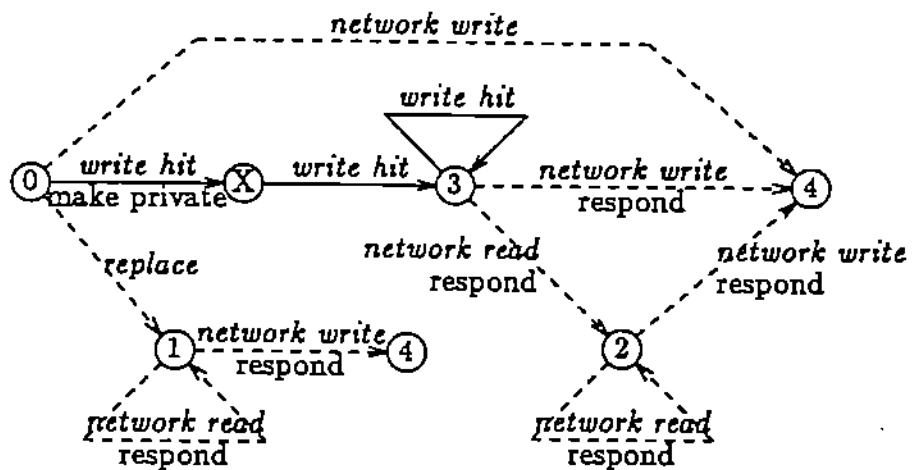 network write
write hit
0 write hit X write hit 3 network write 4
make private respond
network read network write
replace respond respond
1 network write 4 2
respond
network read network read
respond respond